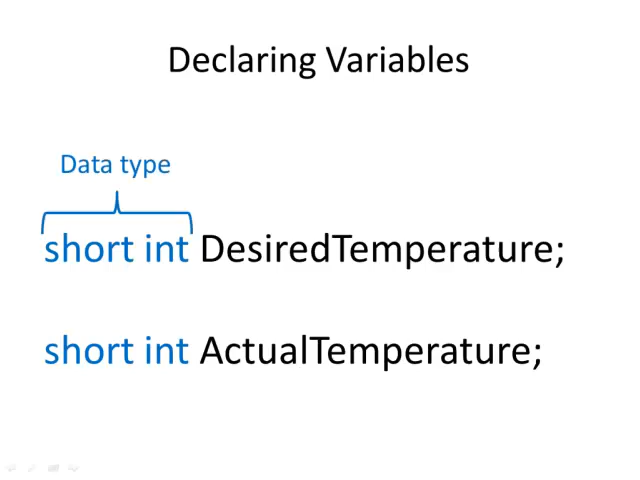 Declaring Variables
Data type
short int DesiredTemperature;
short int ActualTemperature;